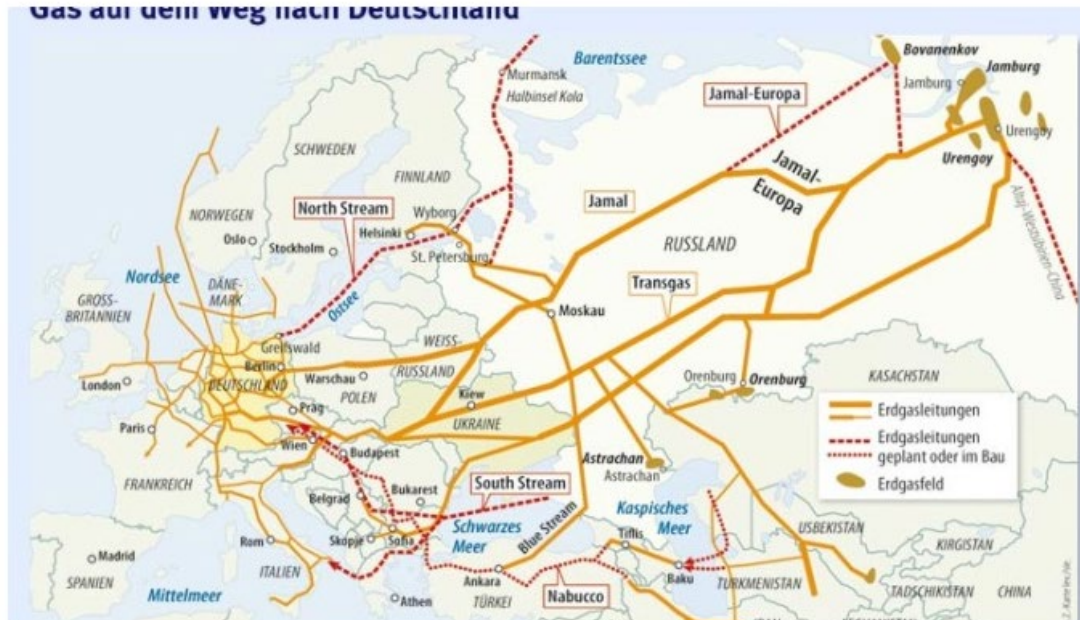 Gas auf dem Weg nach Deutschland
Barentssee
Bovanenkov
Jamburg
Jamburg
Murmansk
Halbinsel Kola
Jamal-Europa
Urengoy
Urengoy
SCHWEDEN
FINNLAND
Jamal-
Europa
Jamal
NORWEGEN
North Stream
Wyborg
Helsinki
Oslo
Stockholm
St. Petersburg
RUSSLAND
Altaj-Westsibirien-China
Nordsee
DÄNE-
MARK
Ostsee
Transgas
GROSS-
BRITANNIEN
Moskau
Greifswald
WEISS-
RUSSLAND
Berlin
Warschau
POLEN
DEUTSCHLAND
London
Orenburg
Orenburg
KASACHSTAN
Kiew
UKRAINE
Prag
Paris
Wien
Budapest
Erdgasleitungen
Erdgasleitungen
geplant oder im Bau
Erdgasfeld
Astrachan
Astrachan
FRANKREICH
Belgrad
Bukarest
South Stream
Kaspisches
Meer
Schwarzes
Meer
Blue Stream
Tiflis
USBEKISTAN
KIRGISTAN
Rom
Skopje
Sofia
Madrid
SPANIEN
ITALIEN
Ankara
Baku
TURKMENISTAN
TADSCHIKISTAN
CHINA
Mittelmeer
Athen
TÜRKEI
Nabucco